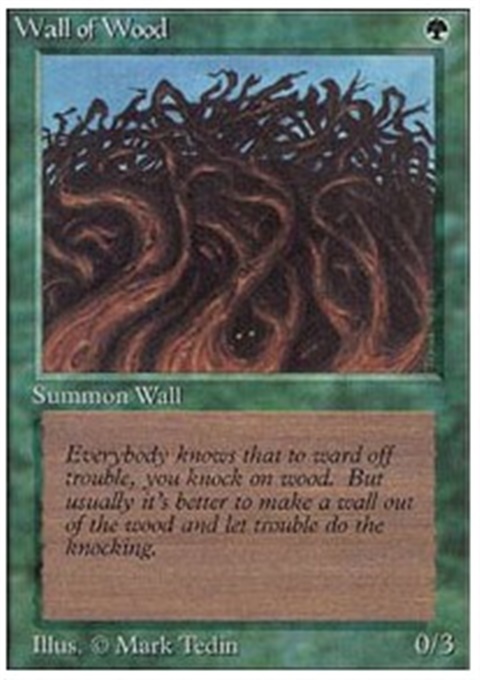 Wall of Wood
Summon Wall
Everybody knows that to ward off
trouble, you knock on wood. But
usually it's better to make a wall out
of the wood and let trouble do the
knocking.
Illus. © Mark Tedin 0/3